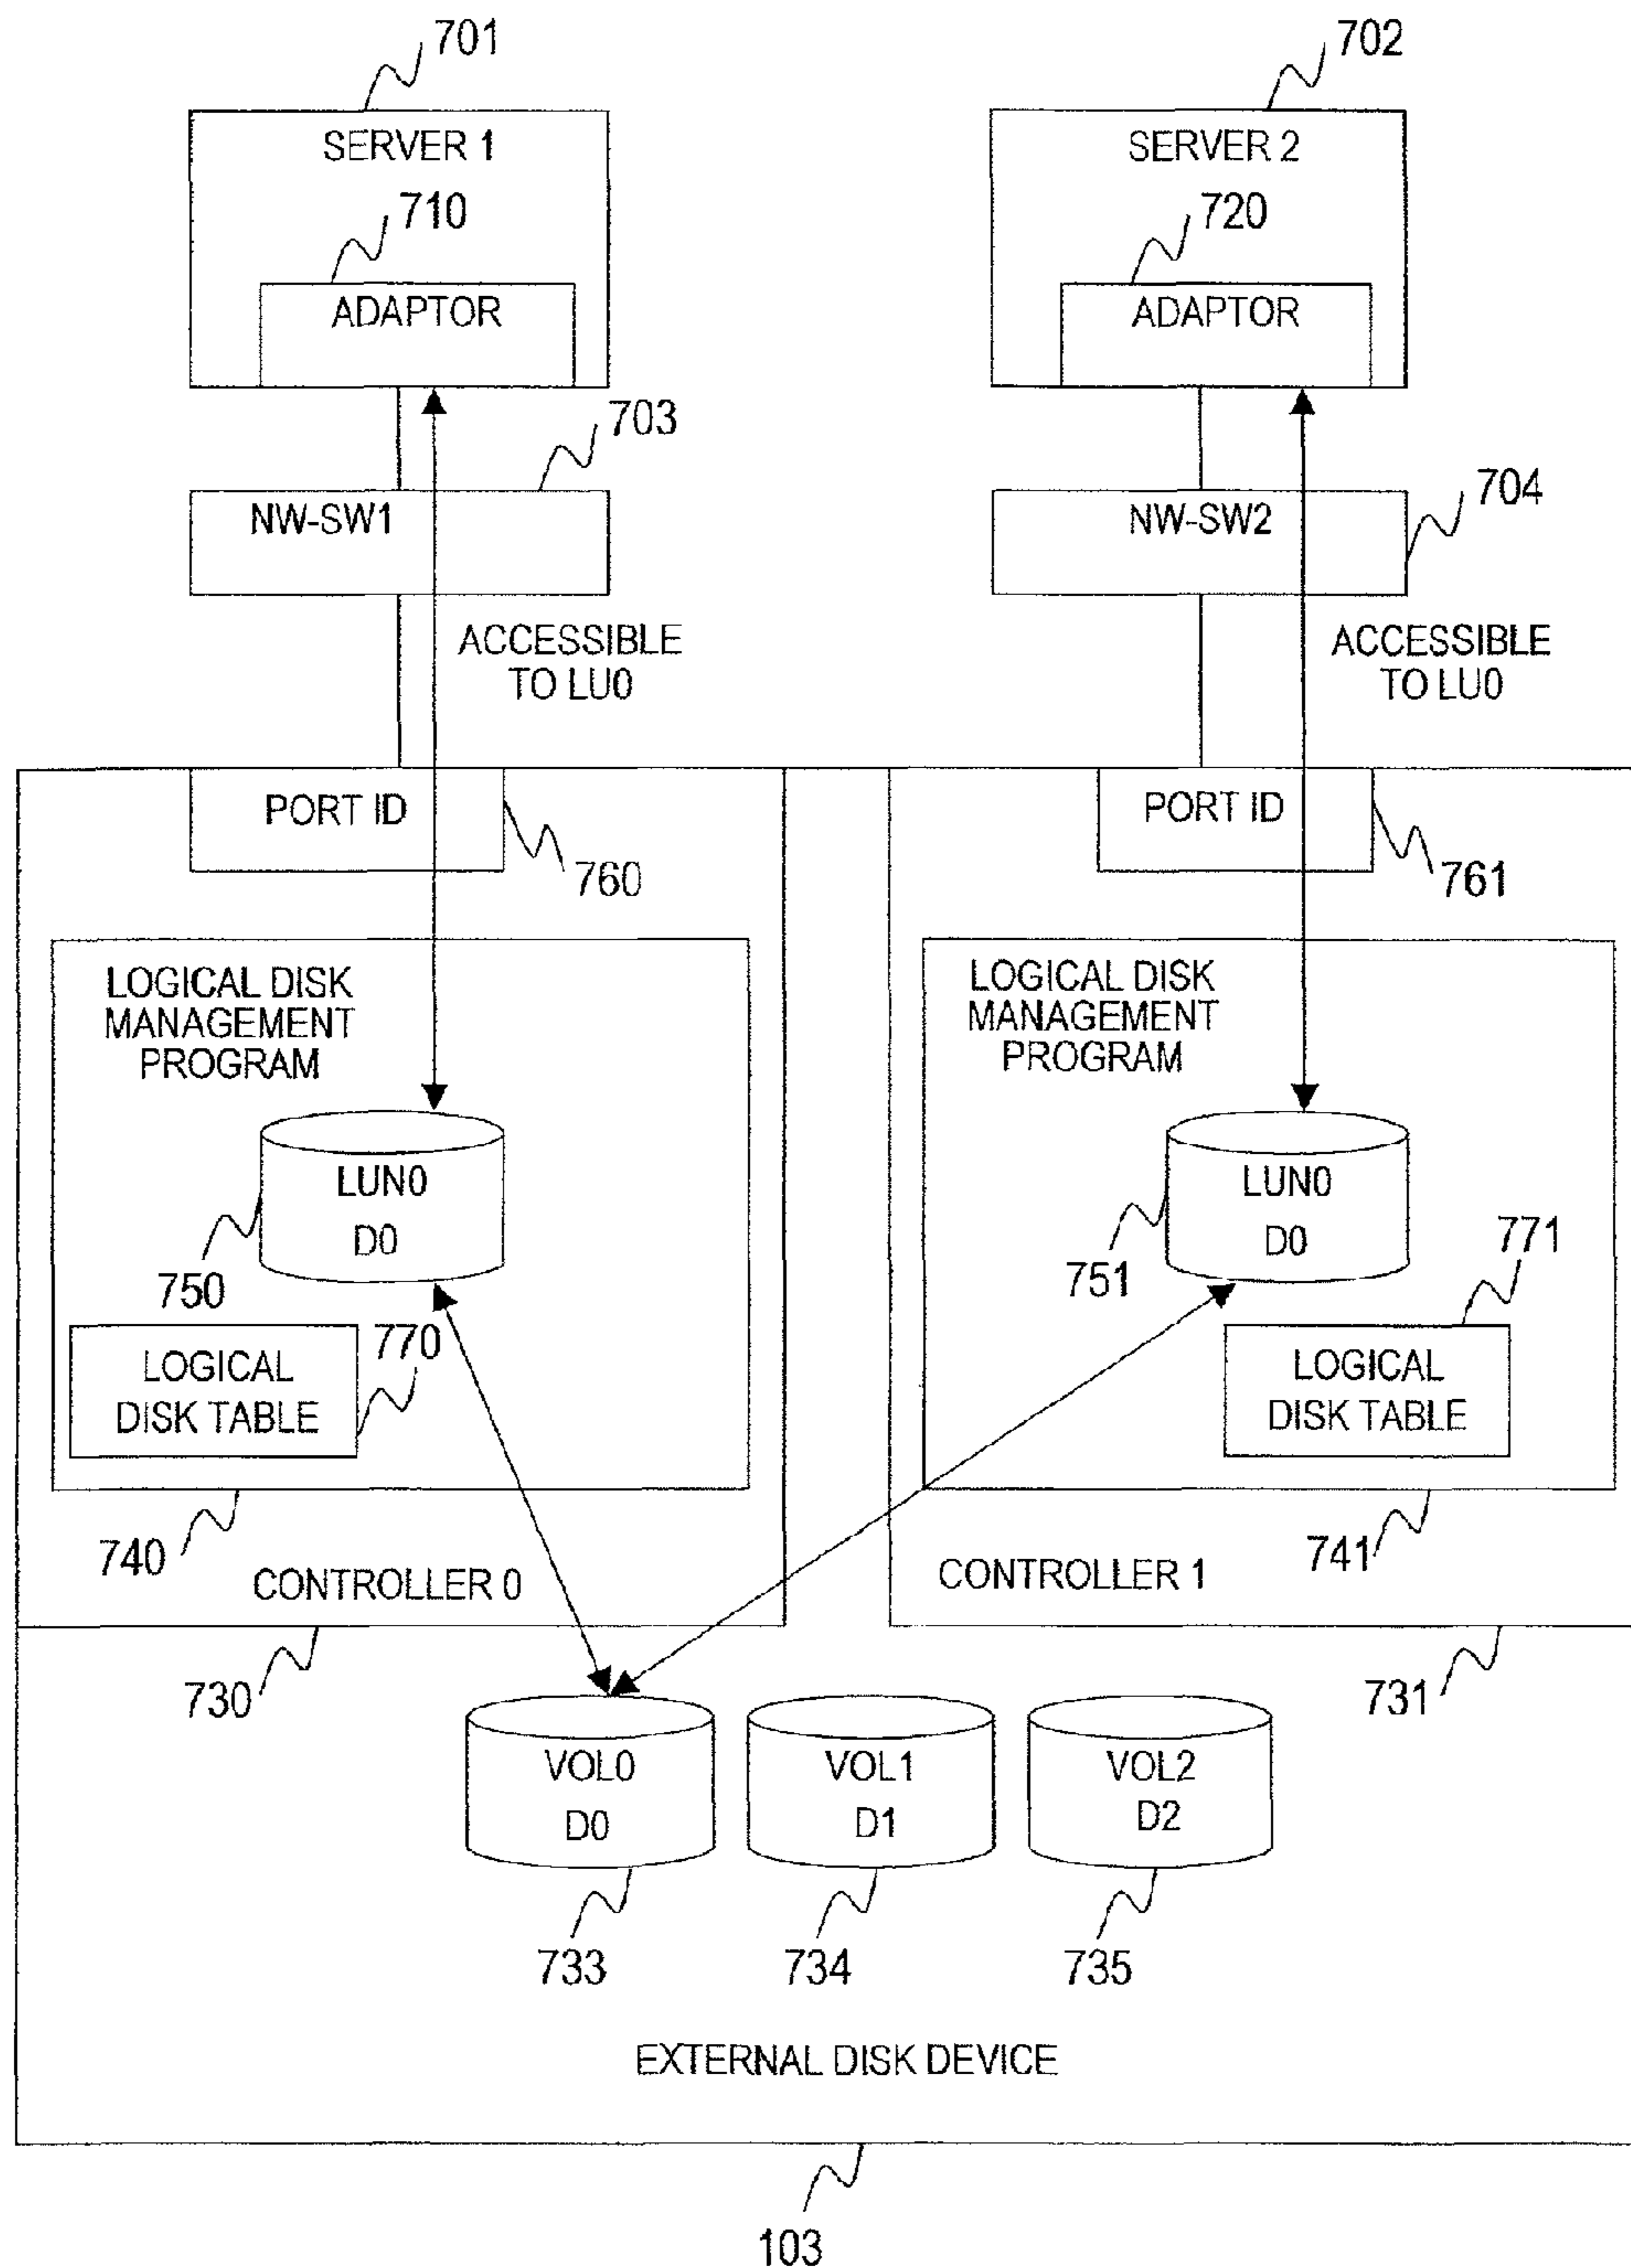 701
702
SERVER 1
SERVER 2
710
720
ADAPTOR
ADAPTOR
703
704
NW-SW1
NW-SW2
ACCESSIBLE
TO LU0
ACCESSIBLE
TO LU0
PORT ID
PORT ID
760
761
LOGICAL DISK
MANAGEMENT
PROGRAM
LOGICAL DISK
MANAGEMENT
PROGRAM
LUN0
D0
LUN0
D0
750
751
771
770
LOGICAL
DISK TABLE
LOGICAL
DISK TABLE
740
741
CONTROLLER 0
CONTROLLER 1
730
731
VOL0
D0
VOL1
D1
VOL2
D2
733
734
735
EXTERNAL DISK DEVICE
103